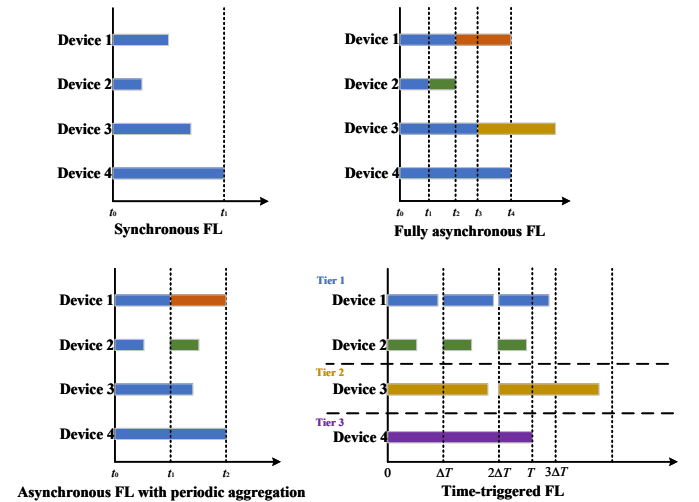 Device 1
Device 2
Device 3
Device 4
t0 t1
Synchronous FL
Device 1
Device 2
Device 3
Device 4
t0 t1 t2 t3 t4
Fully asynchronous FL
Device 1
Device 2
Device 3
Device 4
t0 t1 t2
Asynchronous FL with periodic aggregation
Tier 1
Device 1
Device 2
Tier 2
Device 3
Tier 3
Device 4
0 ΔT 2ΔT T 3ΔT
Time-triggered FL